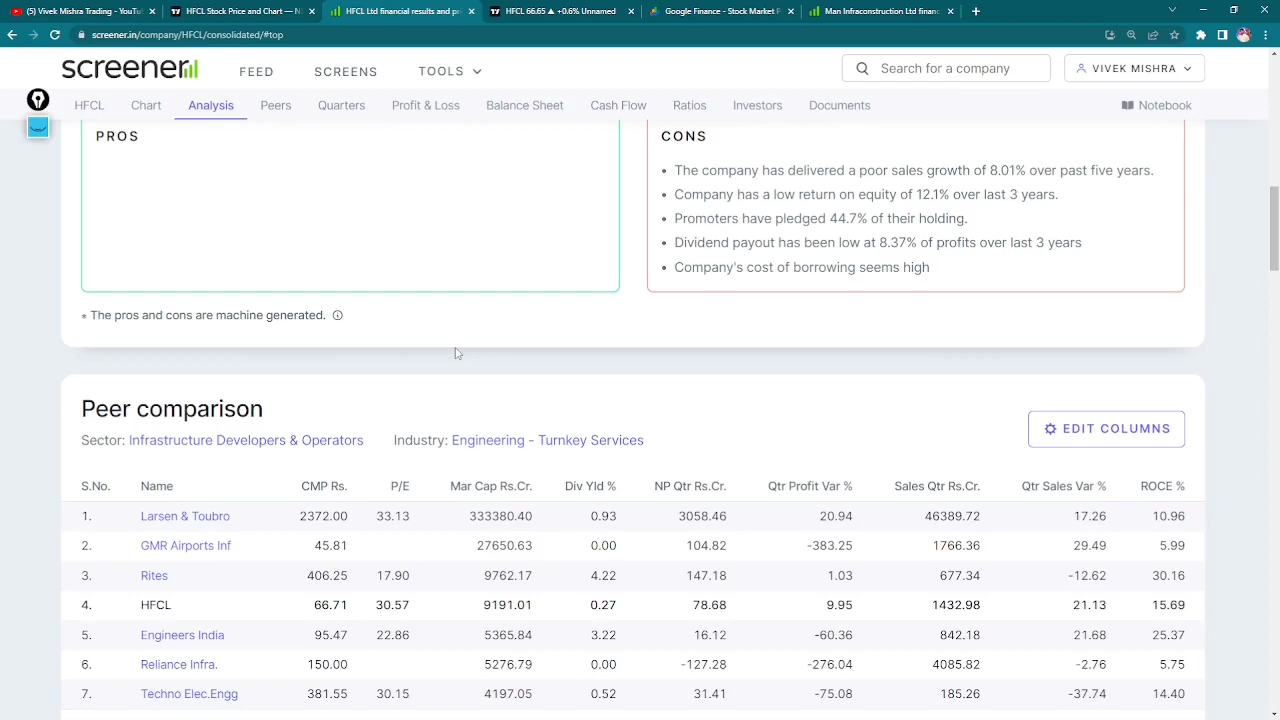 (5) Vivek Mishra Trading - YouTub
HFCL Stock Price and Chart — N
HFCL Ltd financial results and pr
HFCL 66.65 ▲ +0.6% Unnamed
Google Finance - Stock Market P
Man Infraconstruction Ltd financ
screener.in/company/HFCL/consolidated/#top
screener
FEED
SCREENS
TOOLS
Search for a company
VIVEK MISHRA
HFCL Chart Analysis Peers Quarters Profit & Loss Balance Sheet Cash Flow Ratios Investors Documents Notebook
PROS
CONS
• The company has delivered a poor sales growth of 8.01% over past five years.
• Company has a low return on equity of 12.1% over last 3 years.
• Promoters have pledged 44.7% of their holding.
• Dividend payout has been low at 8.37% of profits over last 3 years
• Company's cost of borrowing seems high
* The pros and cons are machine generated.
Peer comparison
Sector: Infrastructure Developers & Operators Industry: Engineering - Turnkey Services
EDIT COLUMNS
S.No. Name CMP Rs. P/E Mar Cap Rs.Cr. Div Yld % NP Qtr Rs.Cr. Qtr Profit Var % Sales Qtr Rs.Cr. Qtr Sales Var % ROCE %
1. Larsen & Toubro 2372.00 33.13 333380.40 0.93 3058.46 20.94 46389.72 17.26 10.96
2. GMR Airports Inf 45.81 27650.63 0.00 104.82 -383.25 1766.36 29.49 5.99
3. Rites 406.25 17.90 9762.17 4.22 147.18 1.03 677.34 -12.62 30.16
4. HFCL 66.71 30.57 9191.01 0.27 78.68 9.95 1432.98 21.13 15.69
5. Engineers India 95.47 22.86 5365.84 3.22 16.12 -60.36 842.18 21.68 25.37
6. Reliance Infra. 150.00 5276.79 0.00 -127.28 -276.04 4085.82 -2.76 5.75
7. Techno Elec.Engg 381.55 30.15 4197.05 0.52 31.41 -75.08 185.26 -37.74 14.40